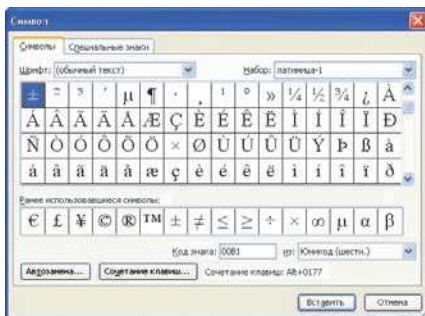 Символ
Символы Специальные знаки
Шрифт: (обычный текст) Набор: латиница-1
± ² ³ ´ µ ¶ · ¸ ¹ º » ¼ ½ ¾ ¿ À
Á Â Ã Ä Å Æ Ç È É Ê Ë Ì Í Î Ï Ð
Ñ Ò Ó Ô Õ Ö × Ø Ù Ú Û Ü Ý Þ ß à
á â ã ä å æ ç è é ê ë ì í î ï ð
Ранее использовавшиеся символы:
€ £ ¥ © ® ™ ± ≠ ≤ ≥ ÷ × ∞ µ α β
Код знака: 00B1 из: Юникод (шестн.)
Автозамена... Сочетание клавиш... Сочетание клавиш: Alt+0177
Вставить Отмена